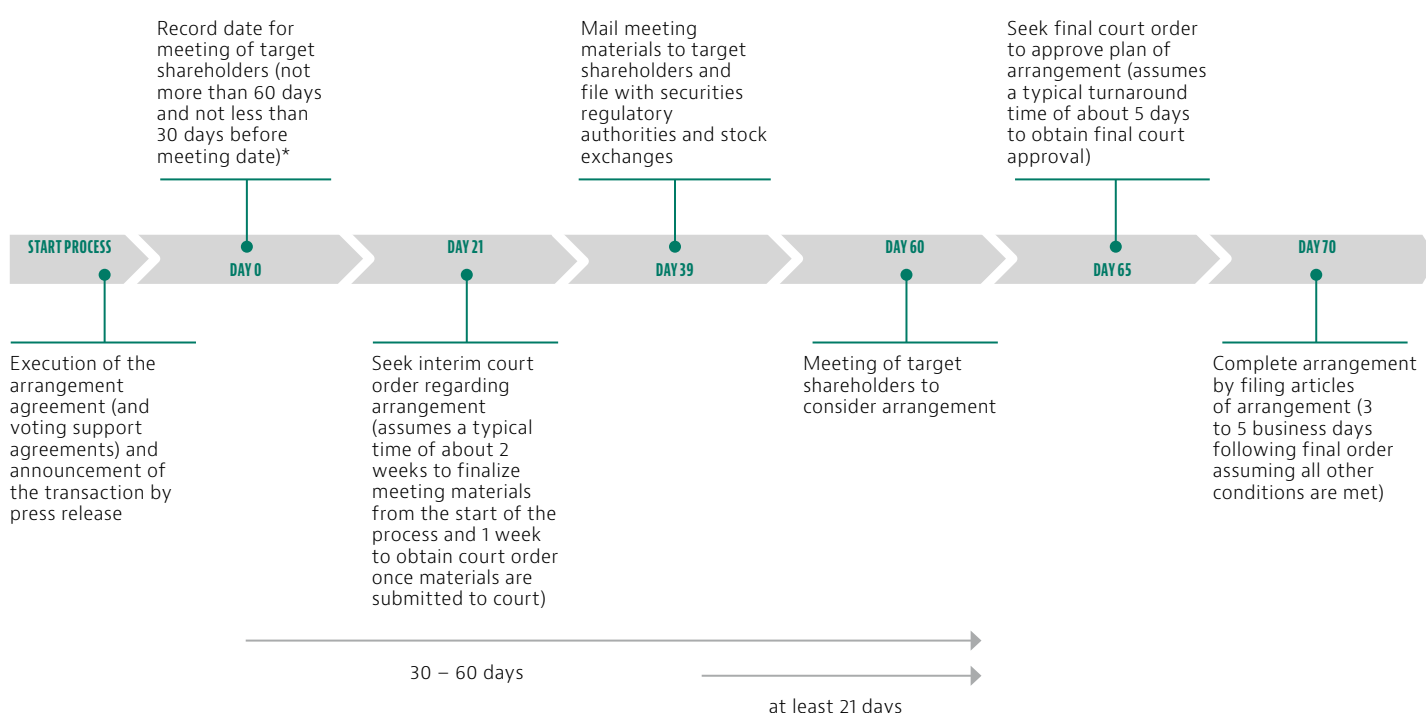 Record date for
meeting of target
shareholders (not
more than 60 days
and not less than
30 days before
meeting date)*
Mail meeting
materials to target
shareholders and
file with securities
regulatory
authorities and stock
exchanges
Seek final court order
to approve plan of
arrangement (assumes
a typical turnaround
time of about 5 days
to obtain final court
approval)
START PROCESS
DAY 0
DAY 21
DAY 39
DAY 60
DAY 65
DAY 70
Execution of the
arrangement
agreement (and
voting support
agreements) and
announcement of
the transaction by
press release
Seek interim court
order regarding
arrangement
(assumes a typical
time of about 2
weeks to finalize
meeting materials
from the start of the
process and 1 week
to obtain court order
once materials are
submitted to court)
Meeting of target
shareholders to
consider arrangement
Complete arrangement
by filing articles
of arrangement (3
to 5 business days
following final order
assuming all other
conditions are met)
30 – 60 days
at least 21 days